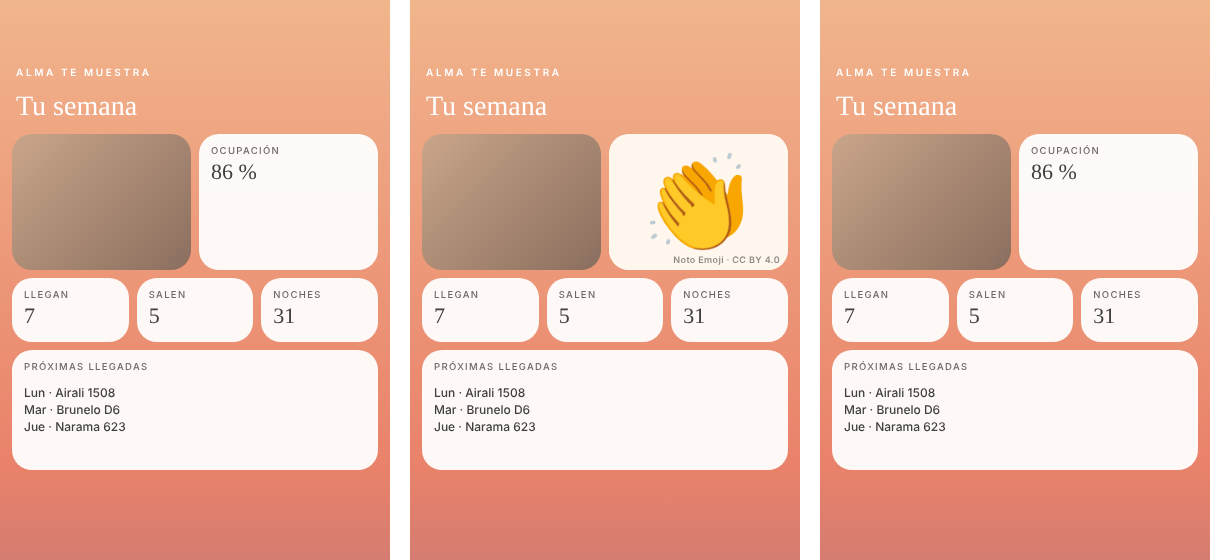 ALMA TE MUESTRA
Tu semana
OCUPACIÓN
86 %
LLEGAN
7
SALEN
5
NOCHES
31
PRÓXIMAS LLEGADAS
Lun · Airali 1508
Mar · Brunelo D6
Jue · Narama 623
ALMA TE MUESTRA
Tu semana
Noto Emoji · CC BY 4.0
LLEGAN
7
SALEN
5
NOCHES
31
PRÓXIMAS LLEGADAS
Lun · Airali 1508
Mar · Brunelo D6
Jue · Narama 623
ALMA TE MUESTRA
Tu semana
OCUPACIÓN
86 %
LLEGAN
7
SALEN
5
NOCHES
31
PRÓXIMAS LLEGADAS
Lun · Airali 1508
Mar · Brunelo D6
Jue · Narama 623